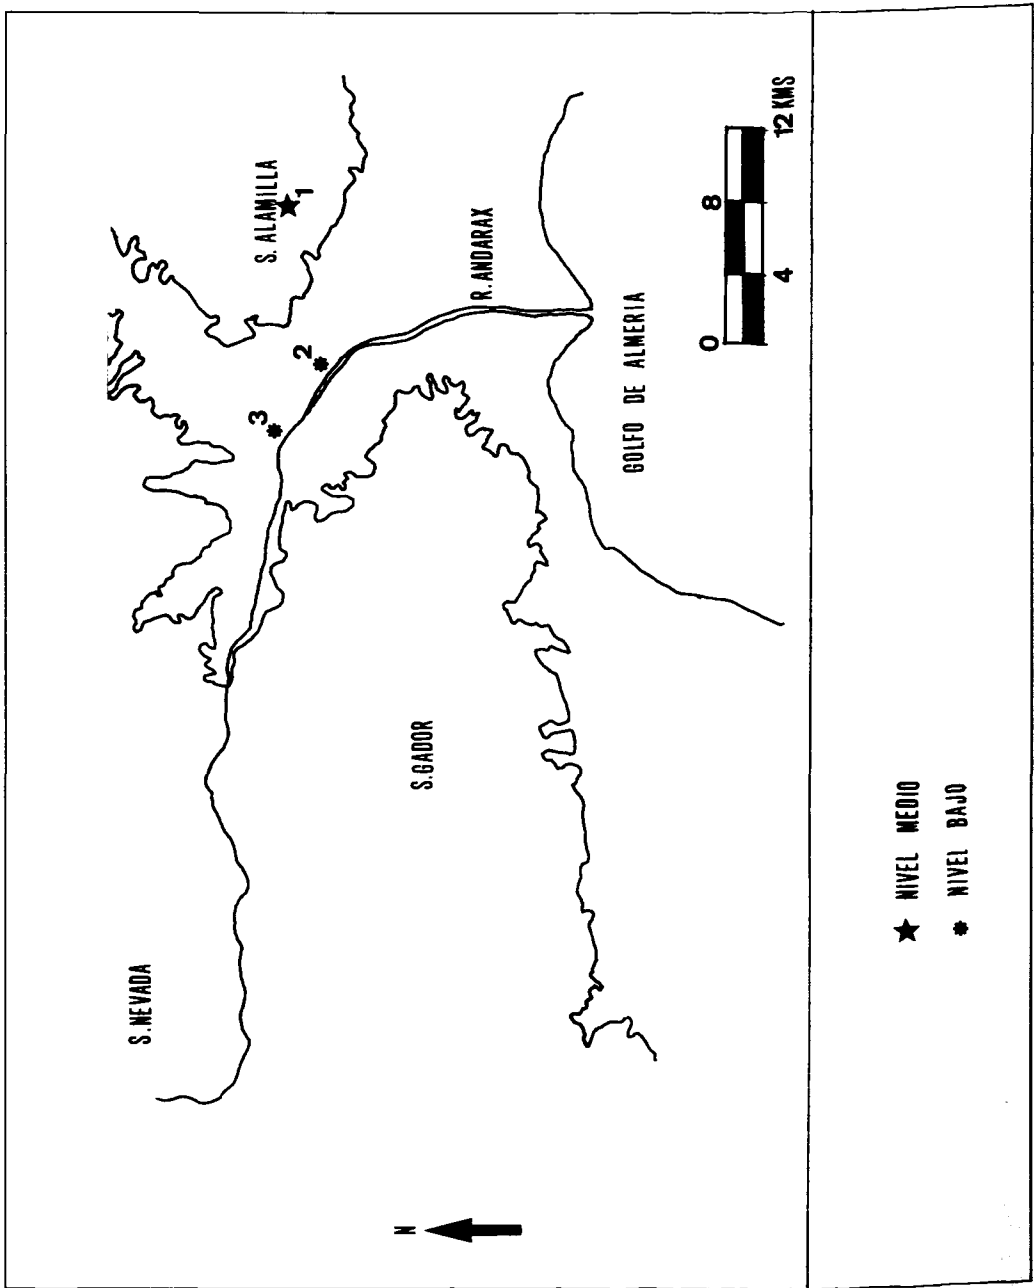 S. NEVADA
S. ALAMILLA
1
2
3
R. ANDARAX
S. GADOR
GOLFO DE ALMERIA
N
0 4 8 12 KMS
NIVEL MEDIO
NIVEL BAJO